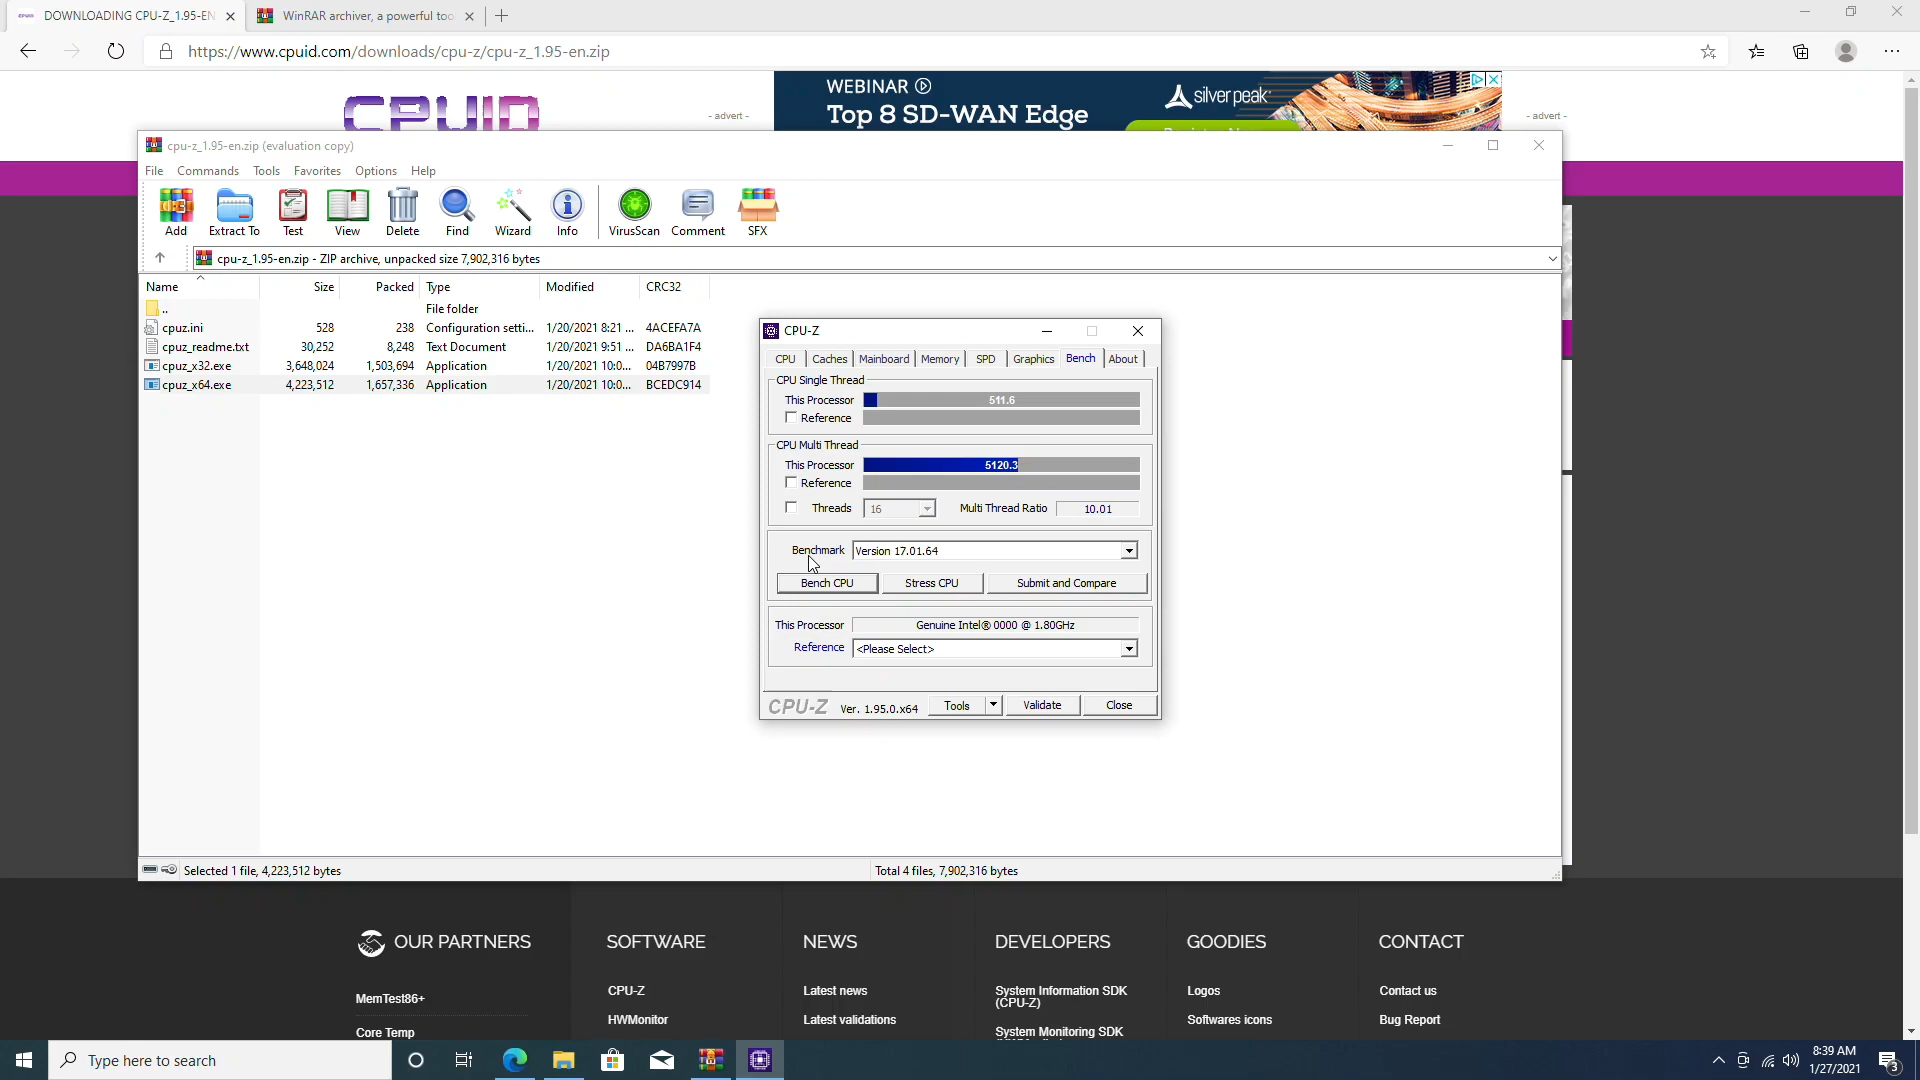 DOWNLOADING CPU-Z_1.95-EN
WinRAR archiver, a powerful too
https://www.cpuid.com/downloads/cpu-z/cpu-z_1.95-en.zip
CPUID
- advert -
WEBINAR
Top 8 SD-WAN Edge
silver peak
- advert -
cpu-z_1.95-en.zip (evaluation copy)
File Commands Tools Favorites Options Help
Add Extract To Test View Delete Find Wizard Info VirusScan Comment SFX
cpu-z_1.95-en.zip - ZIP archive, unpacked size 7,902,316 bytes
Name Size Packed Type Modified CRC32
.. File folder
cpuz.ini 528 238 Configuration setti... 1/20/2021 8:21 ... 4ACEFA7A
cpuz_readme.txt 30,252 8,248 Text Document 1/20/2021 9:51 ... DA6BA1F4
cpuz_x32.exe 3,648,024 1,503,694 Application 1/20/2021 10:0... 04B7997B
cpuz_x64.exe 4,223,512 1,657,336 Application 1/20/2021 10:0... BCEDC914
CPU-Z
CPU Caches Mainboard Memory SPD Graphics Bench About
CPU Single Thread
This Processor 511.6
Reference
CPU Multi Thread
This Processor 5120.3
Reference
Threads 16 Multi Thread Ratio 10.01
Benchmark Version 17.01.64
Bench CPU Stress CPU Submit and Compare
This Processor Genuine Intel® 0000 @ 1.80GHz
Reference <Please Select>
CPU-Z Ver. 1.95.0.x64 Tools Validate Close
Selected 1 file, 4,223,512 bytes
Total 4 files, 7,902,316 bytes
OUR PARTNERS SOFTWARE NEWS DEVELOPERS GOODIES CONTACT
MemTest86+
Core Temp
CPU-Z
HWMonitor
Latest news
Latest validations
System Information SDK
(CPU-Z)
System Monitoring SDK
Logos
Softwares icons
Contact us
Bug Report
Type here to search
8:39 AM
1/27/2021
3